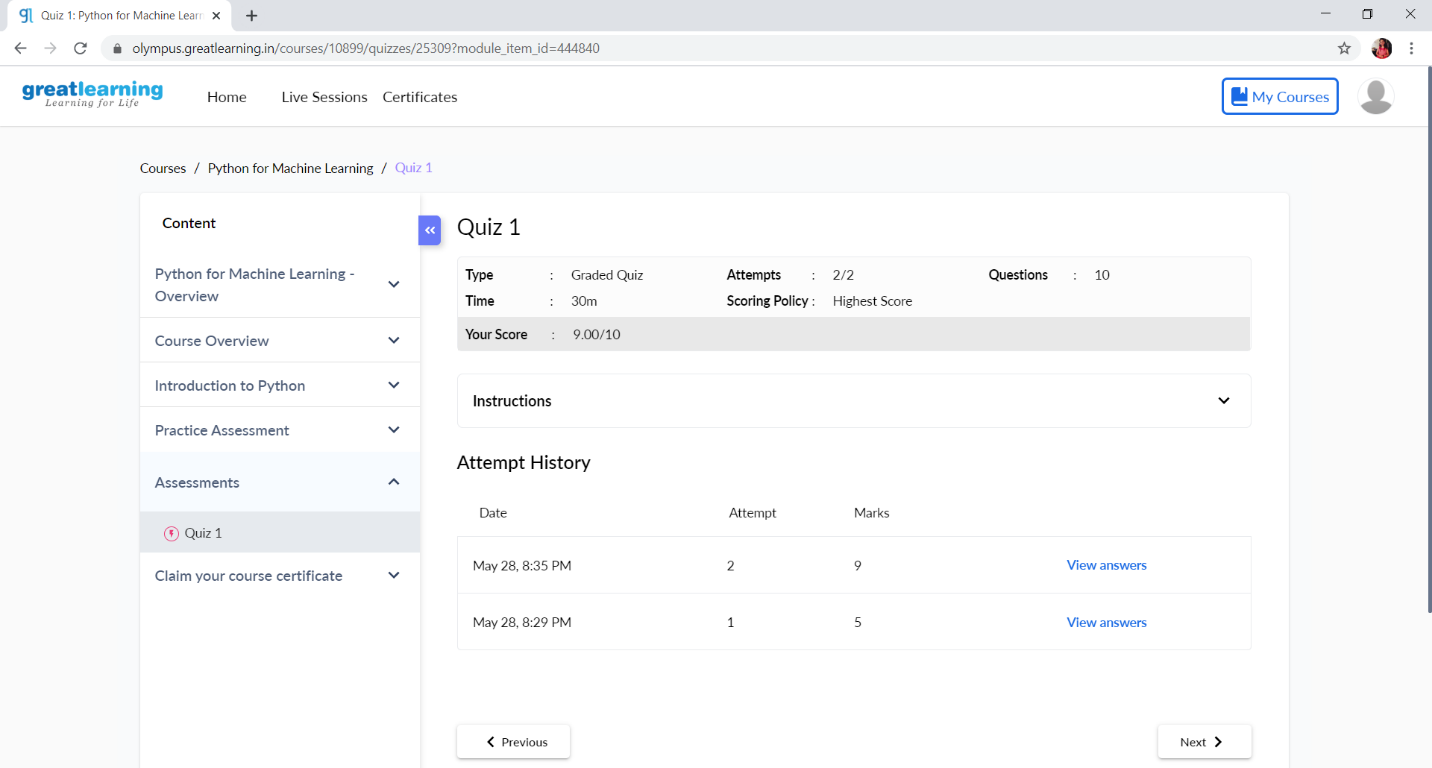 gl Quiz 1: Python for Machine Learn
olympus.greatlearning.in/courses/10899/quizzes/25309?module_item_id=444840
greatlearning
Learning for Life
Home Live Sessions Certificates My Courses
Courses / Python for Machine Learning / Quiz 1
Content
Python for Machine Learning -
Overview
Course Overview
Introduction to Python
Practice Assessment
Assessments
Quiz 1
Claim your course certificate
Quiz 1
Type : Graded Quiz Attempts : 2/2 Questions : 10
Time : 30m Scoring Policy : Highest Score
Your Score : 9.00/10
Instructions
Attempt History
Date Attempt Marks
May 28, 8:35 PM 2 9 View answers
May 28, 8:29 PM 1 5 View answers
Previous Next